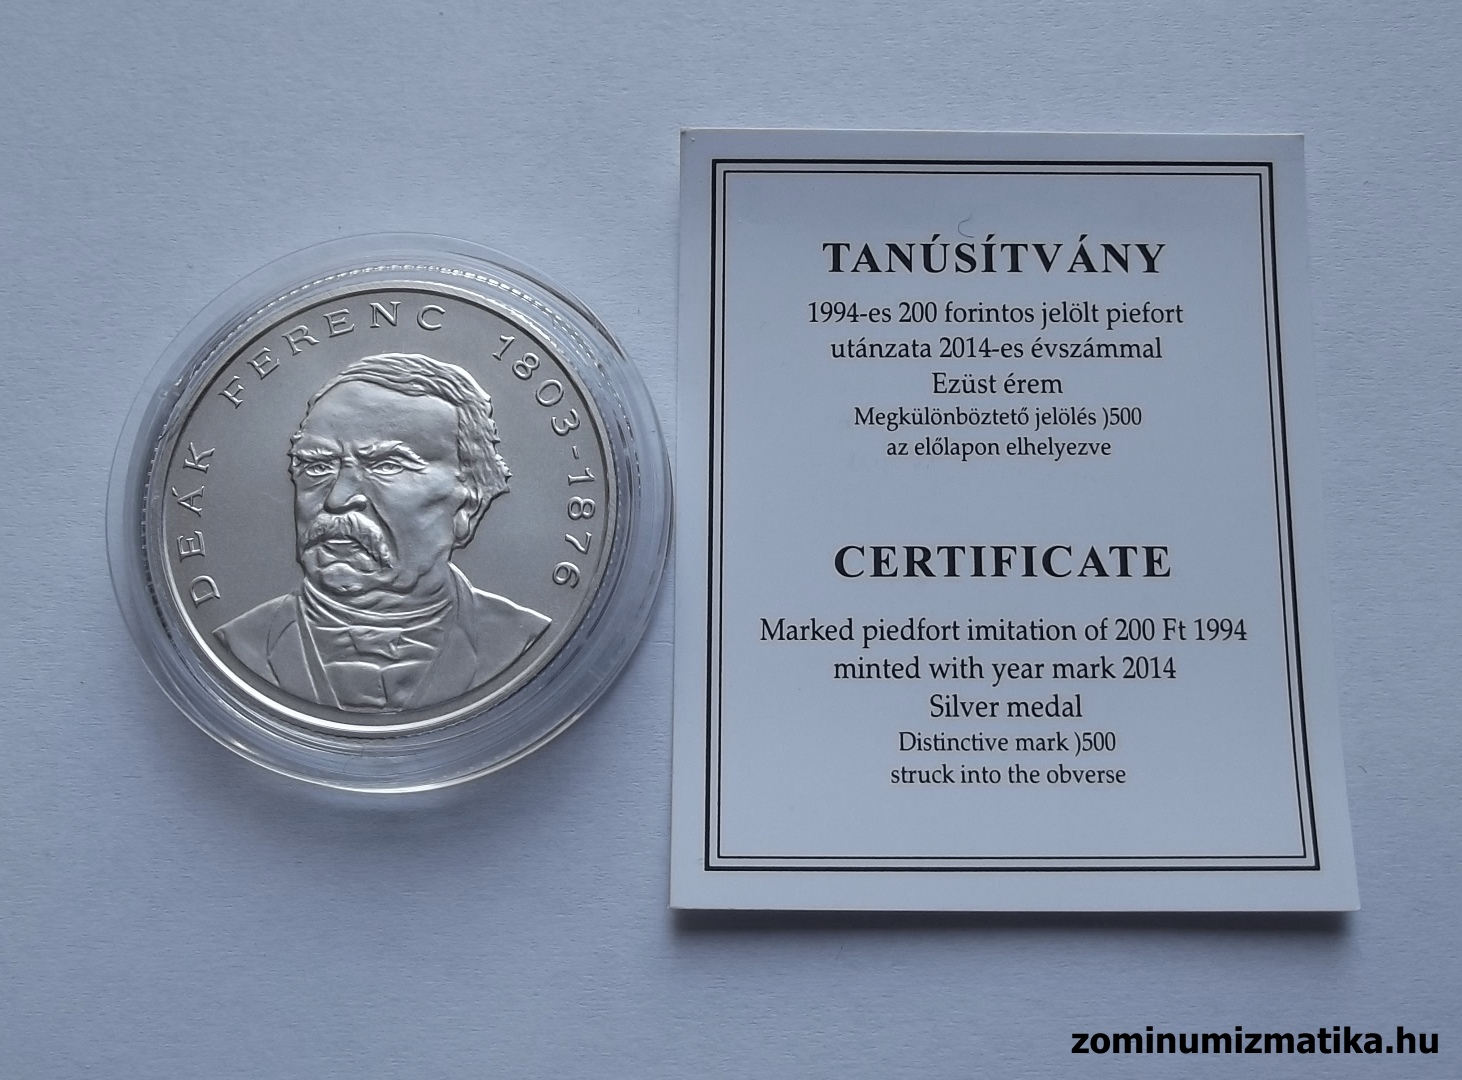 DEÁK FERENC 1803-1876
TANÚSÍTVÁNY
1994-es 200 forintos jelölt piefort
utánzata 2014-es évszámmal
Ezüst érem
Megkülönböztető jelölés )500
az előlapon elhelyezve
CERTIFICATE
Marked piedfort imitation of 200 Ft 1994
minted with year mark 2014
Silver medal
Distinctive mark )500
struck into the obverse
zominumizmatika.hu